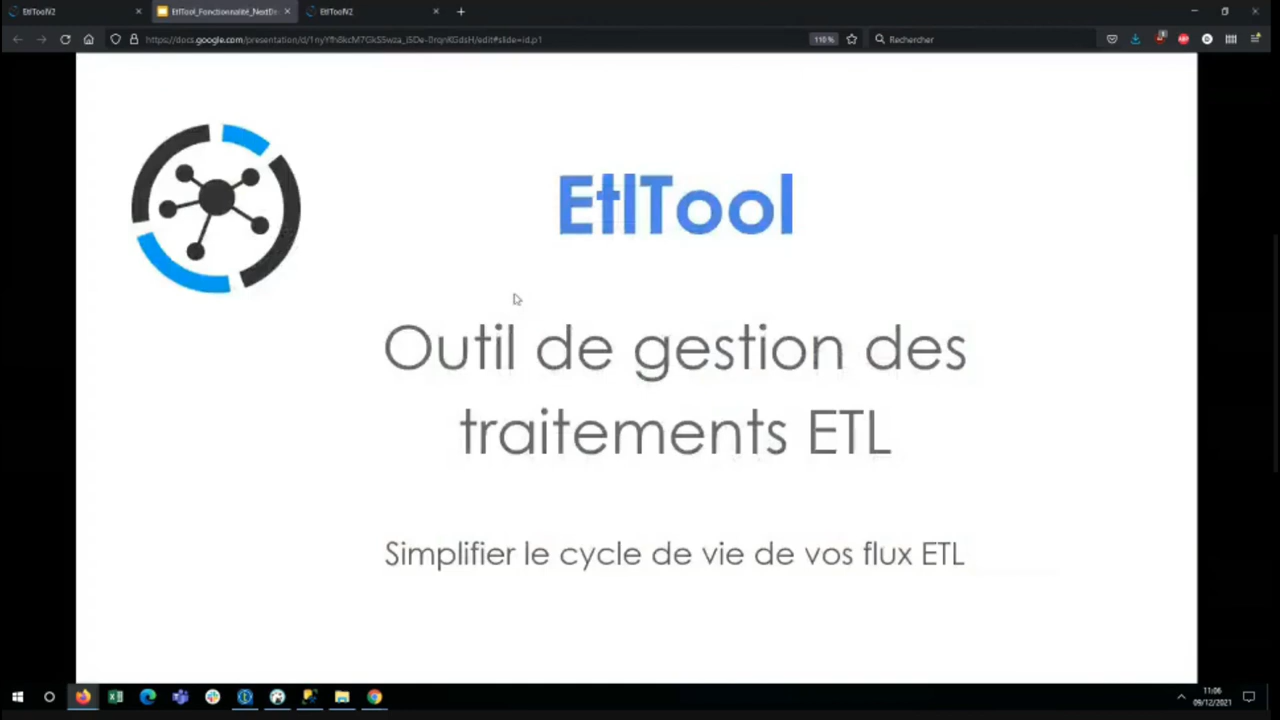 EtlToolV2
EtlTool_Fonctionnalité_NextDe
EtlToolV2
110 %
Rechercher
EtlTool
Outil de gestion des
traitements ETL
Simplifier le cycle de vie de vos flux ETL
11:06
09/12/2021